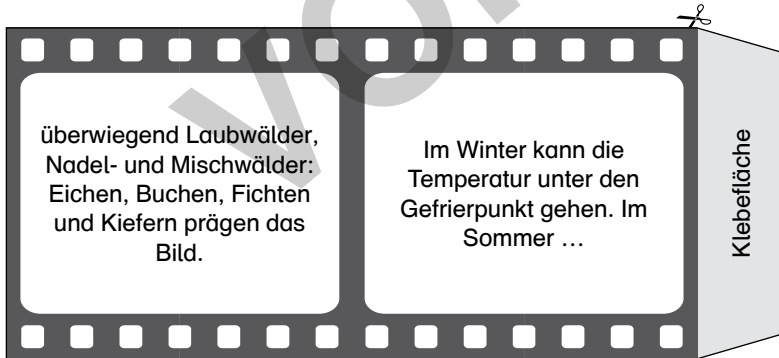 überwiegend Laubwälder,
Nadel- und Mischwälder:
Eichen, Buchen, Fichten
und Kiefern prägen das
Bild.
Im Winter kann die
Temperatur unter den
Gefrierpunkt gehen. Im
Sommer …
Klebefläche